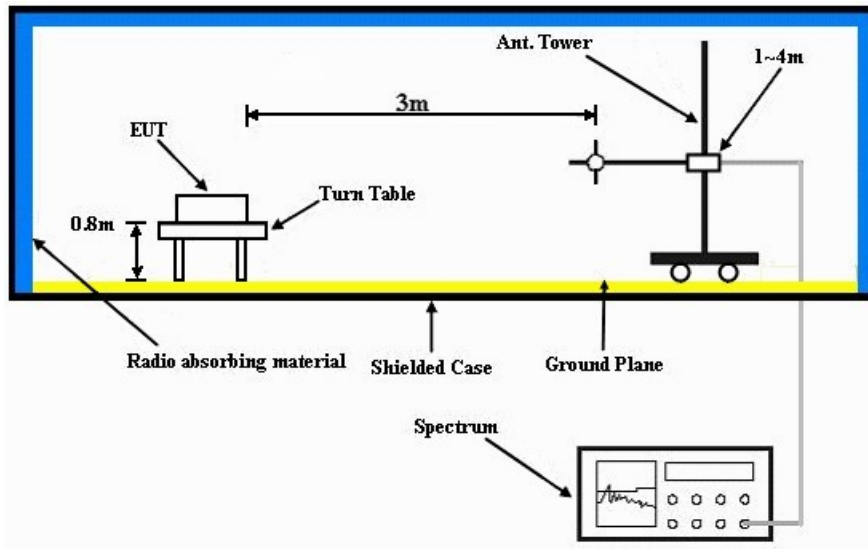 Ant. Tower
1~4m
3m
EUT
Turn Table
0.8m
Radio absorbing material
Shielded Case
Ground Plane
Spectrum